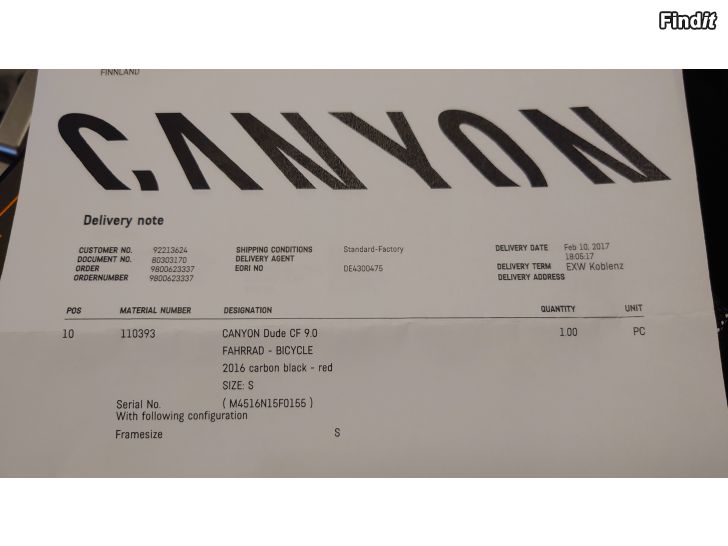 Findit
FINNLAND
CANYON
Delivery note
CUSTOMER NO. 92213624 SHIPPING CONDITIONS Standard-Factory DELIVERY DATE Feb 10, 2017
DOCUMENT NO. 80303170 DELIVERY AGENT 18:05:17
ORDER 9800623337 EORI NO DE4300475 DELIVERY TERM EXW Koblenz
ORDERNUMBER 9800623337 DELIVERY ADDRESS
POS MATERIAL NUMBER DESIGNATION QUANTITY UNIT
10 110393 CANYON Dude CF 9.0 1.00 PC
FAHRRAD - BICYCLE
2016 carbon black - red
SIZE: S
Serial No. ( M4516N15F0155 )
With following configuration
Framesize S